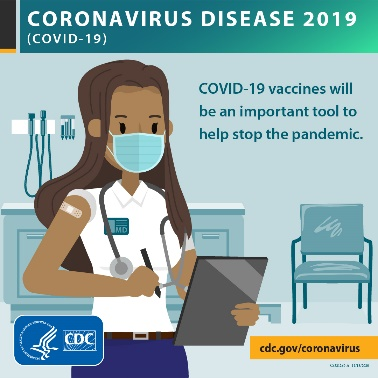 CORONAVIRUS DISEASE 2019
(COVID-19)
COVID-19 vaccines will
be an important tool to
help stop the pandemic.
MD
CDC
cdc.gov/coronavirus